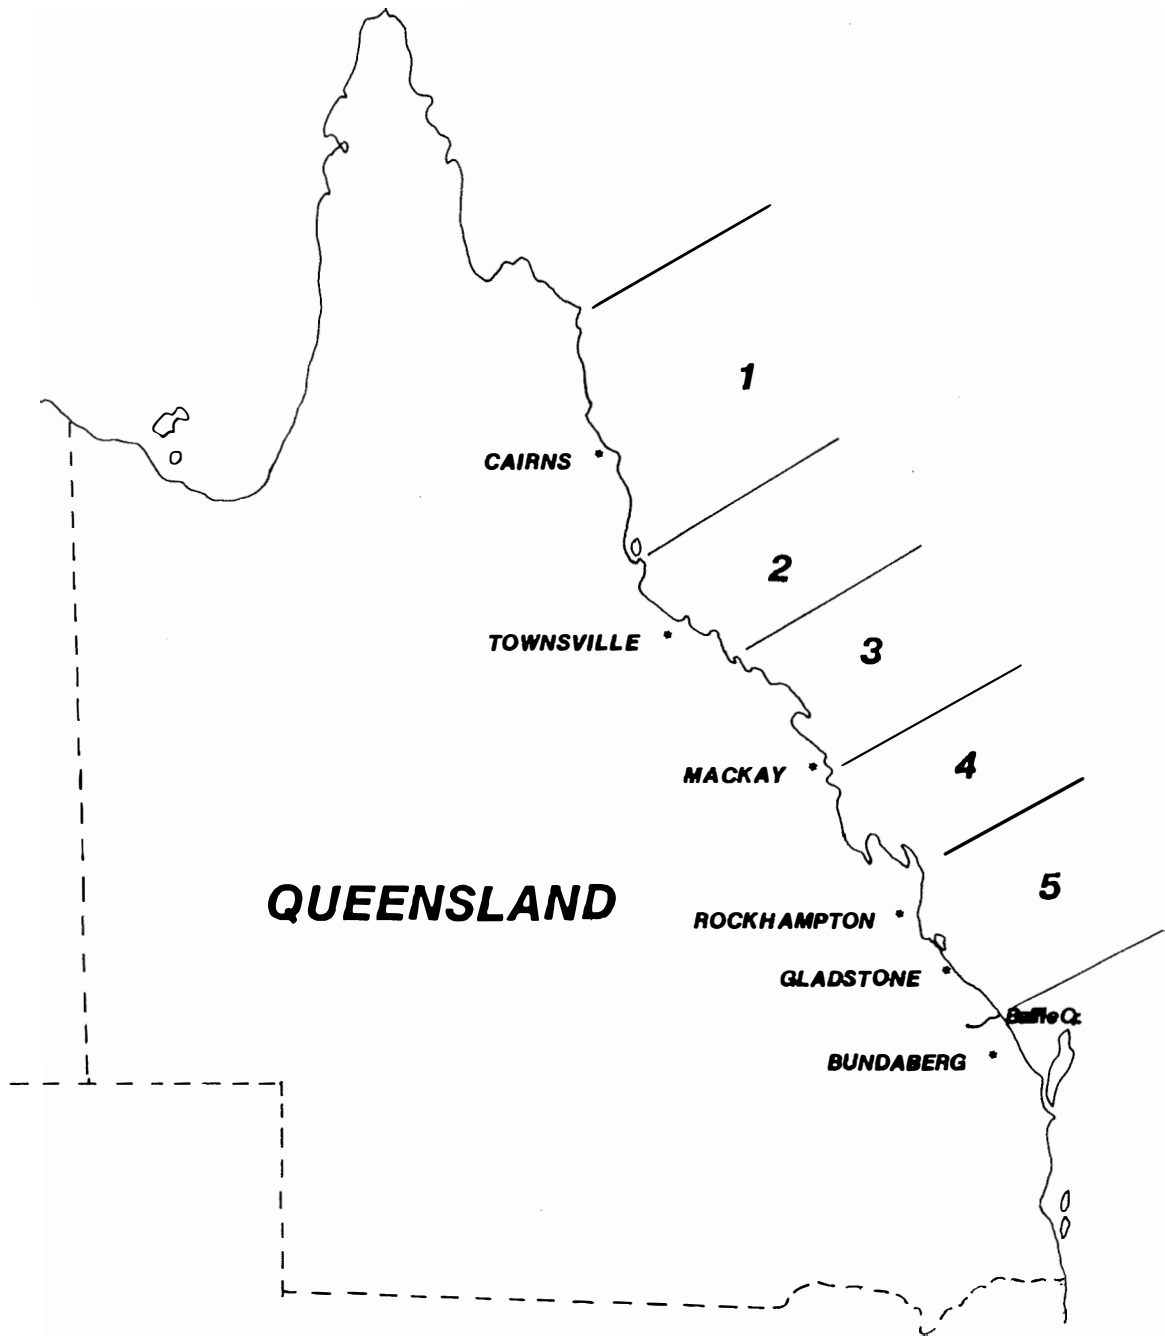 1
CAIRNS
2
TOWNSVILLE
3
MACKAY
4
QUEENSLAND
5
ROCKHAMPTON
GLADSTONE
Baffle Cr.
BUNDABERG